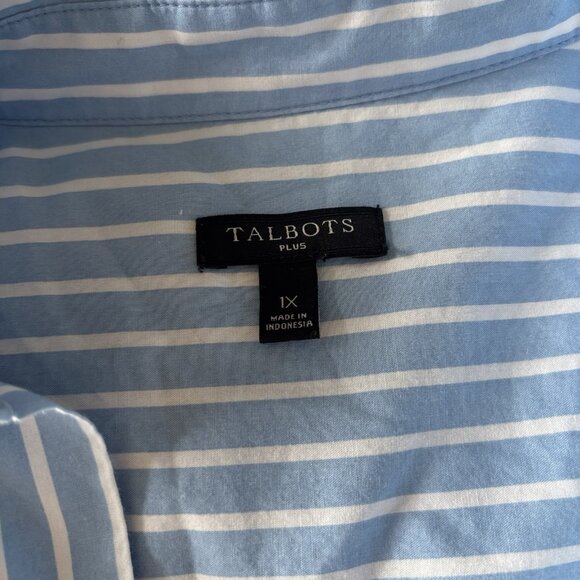 TALBOTS
PLUS
1X
MADE IN
INDONESIA